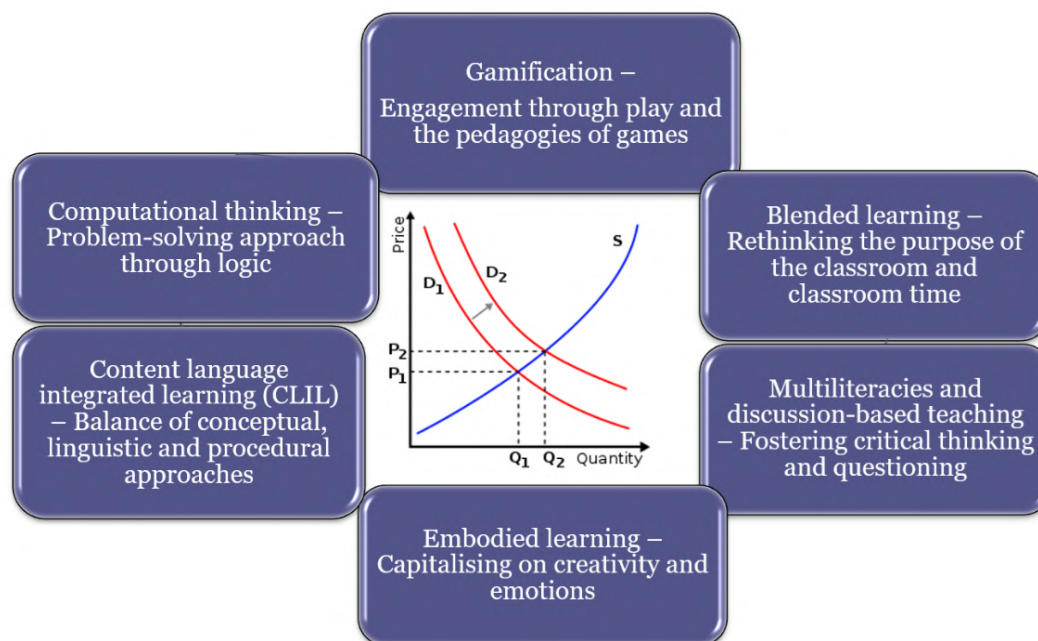 Gamification –
Engagement through play and
the pedagogies of games
Computational thinking –
Problem-solving approach
through logic
Blended learning –
Rethinking the purpose of
the classroom and
classroom time
Price
S
D1
D2
P2
P1
Q1
Q2
Quantity
Content language
integrated learning (CLIL)
– Balance of conceptual,
linguistic and procedural
approaches
Multiliteracies and
discussion-based teaching
– Fostering critical thinking
and questioning
Embodied learning –
Capitalising on creativity and
emotions